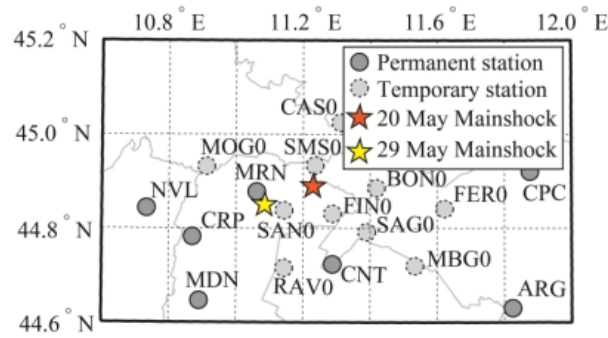 10.8° E 11.2° E 11.6° E 12.0° E
45.2° N
Permanent station
Temporary station
20 May Mainshock
29 May Mainshock
CAS0
45.0° N
MOG0 SMS0
MRN BON0 CPC
NVL FER0
CRP SAN0 FIN0 SAG0
44.8° N
MDN RAV0 CNT MBG0
ARG
44.6° N